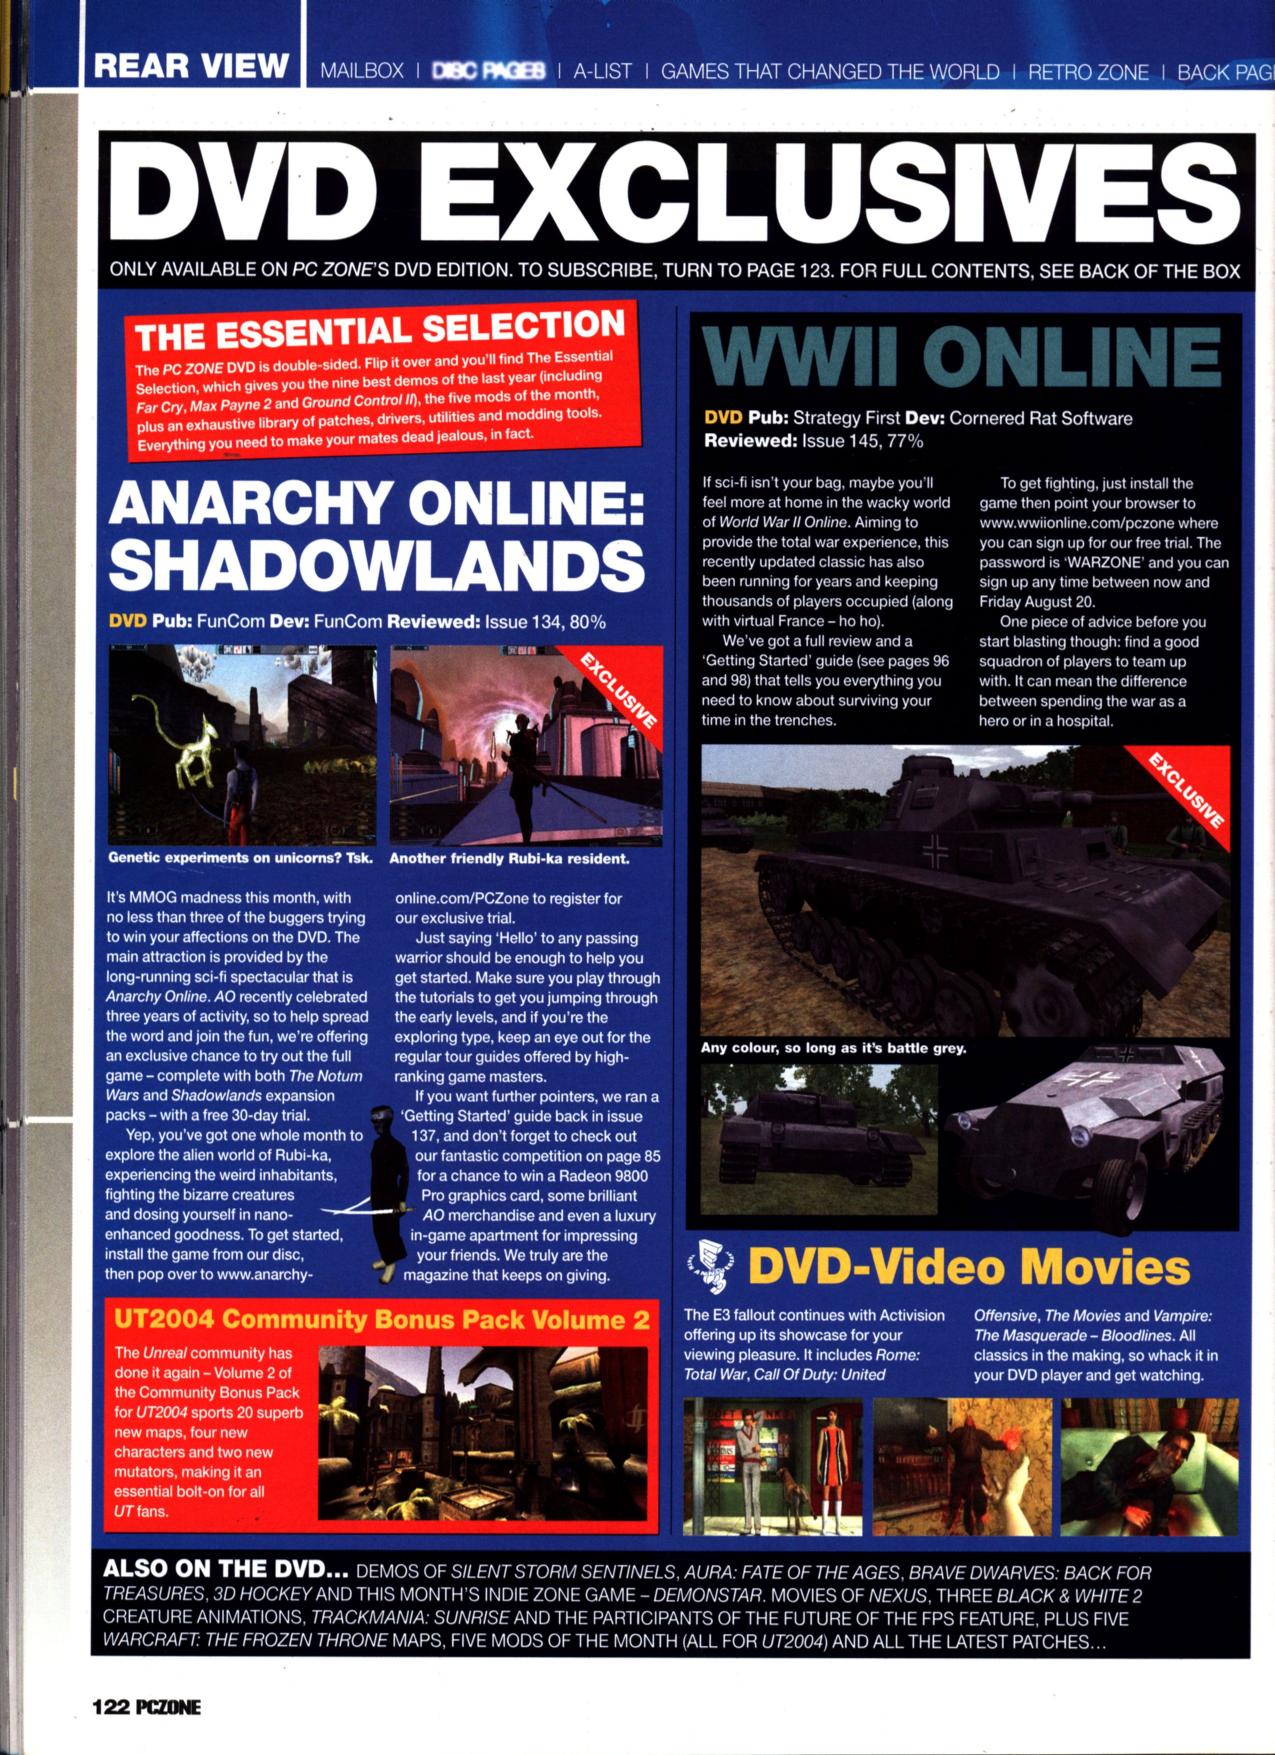 REAR VIEW
MAILBOX | DISC PAGES | A-LIST | GAMES THAT CHANGED THE WORLD | RETRO ZONE | BACK PAG
DVD EXCLUSIVES
ONLY AVAILABLE ON PC ZONE'S DVD EDITION. TO SUBSCRIBE, TURN TO PAGE 123. FOR FULL CONTENTS, SEE BACK OF THE BOX
THE ESSENTIAL SELECTION
The PC ZONE DVD is double-sided. Flip it over and you'll find The Essential
Selection, which gives you the nine best demos of the last year (including
Far Cry, Max Payne 2 and Ground Control II), the five mods of the month,
plus an exhaustive library of patches, drivers, utilities and modding tools.
Everything you need to make your mates dead jealous, in fact.
ANARCHY ONLINE:
SHADOWLANDS
DVD Pub: FunCom Dev: FunCom Reviewed: Issue 134, 80%
EXCLUSIVE
Genetic experiments on unicorns? Tsk.
Another friendly Rubi-ka resident.
It's MMOG madness this month, with
no less than three of the buggers trying
to win your affections on the DVD. The
main attraction is provided by the
long-running sci-fi spectacular that is
Anarchy Online. AO recently celebrated
three years of activity, so to help spread
the word and join the fun, we're offering
an exclusive chance to try out the full
game – complete with both The Notum
Wars and Shadowlands expansion
packs – with a free 30-day trial.
Yep, you've got one whole month to
explore the alien world of Rubi-ka,
experiencing the weird inhabitants,
fighting the bizarre creatures
and dosing yourself in nano-
enhanced goodness. To get started,
install the game from our disc,
then pop over to www.anarchy-
online.com/PCZone to register for
our exclusive trial.
Just saying 'Hello' to any passing
warrior should be enough to help you
get started. Make sure you play through
the tutorials to get you jumping through
the early levels, and if you're the
exploring type, keep an eye out for the
regular tour guides offered by high-
ranking game masters.
If you want further pointers, we ran a
'Getting Started' guide back in issue
137, and don't forget to check out
our fantastic competition on page 85
for a chance to win a Radeon 9800
Pro graphics card, some brilliant
AO merchandise and even a luxury
in-game apartment for impressing
your friends. We truly are the
magazine that keeps on giving.
UT2004 Community Bonus Pack Volume 2
The Unreal community has
done it again – Volume 2 of
the Community Bonus Pack
for UT2004 sports 20 superb
new maps, four new
characters and two new
mutators, making it an
essential bolt-on for all
UT fans.
WWII ONLINE
DVD Pub: Strategy First Dev: Cornered Rat Software
Reviewed: Issue 145, 77%
If sci-fi isn't your bag, maybe you'll
feel more at home in the wacky world
of World War II Online. Aiming to
provide the total war experience, this
recently updated classic has also
been running for years and keeping
thousands of players occupied (along
with virtual France – ho ho).
We've got a full review and a
'Getting Started' guide (see pages 96
and 98) that tells you everything you
need to know about surviving your
time in the trenches.
To get fighting, just install the
game then point your browser to
www.wwiionline.com/pczone where
you can sign up for our free trial. The
password is 'WARZONE' and you can
sign up any time between now and
Friday August 20.
One piece of advice before you
start blasting though: find a good
squadron of players to team up
with. It can mean the difference
between spending the war as a
hero or in a hospital.
EXCLUSIVE
Any colour, so long as it's battle grey.
DVD-Video Movies
The E3 fallout continues with Activision
offering up its showcase for your
viewing pleasure. It includes Rome:
Total War, Call Of Duty: United
Offensive, The Movies and Vampire:
The Masquerade – Bloodlines. All
classics in the making, so whack it in
your DVD player and get watching.
ALSO ON THE DVD... DEMOS OF SILENT STORM SENTINELS, AURA: FATE OF THE AGES, BRAVE DWARVES: BACK FOR
TREASURES, 3D HOCKEY AND THIS MONTH'S INDIE ZONE GAME – DEMONSTAR. MOVIES OF NEXUS, THREE BLACK & WHITE 2
CREATURE ANIMATIONS, TRACKMANIA: SUNRISE AND THE PARTICIPANTS OF THE FUTURE OF THE FPS FEATURE, PLUS FIVE
WARCRAFT: THE FROZEN THRONE MAPS, FIVE MODS OF THE MONTH (ALL FOR UT2004) AND ALL THE LATEST PATCHES...
122 PCZONE